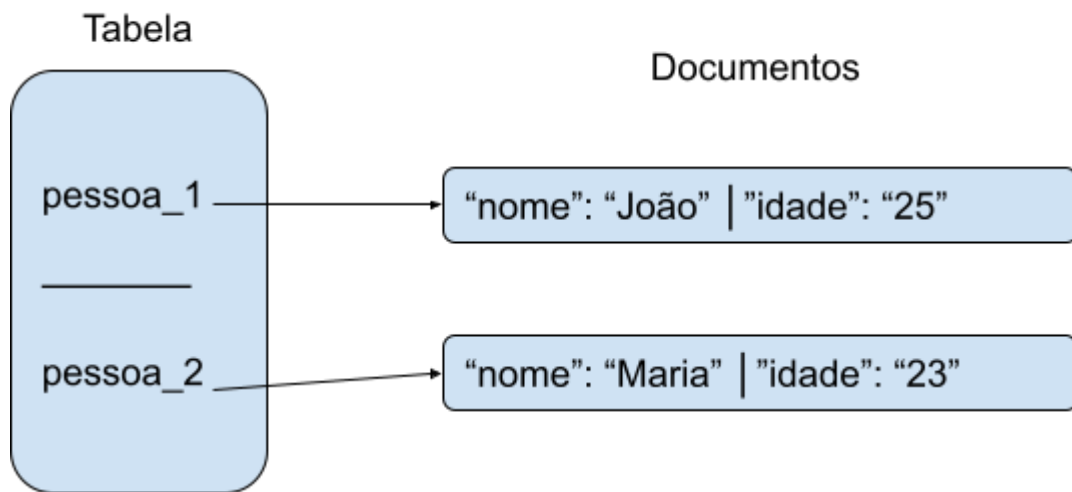 Tabela
Documentos
pessoa_1
“nome”: “João” | ”idade”: “25”
pessoa_2
“nome”: “Maria” | ”idade”: “23”